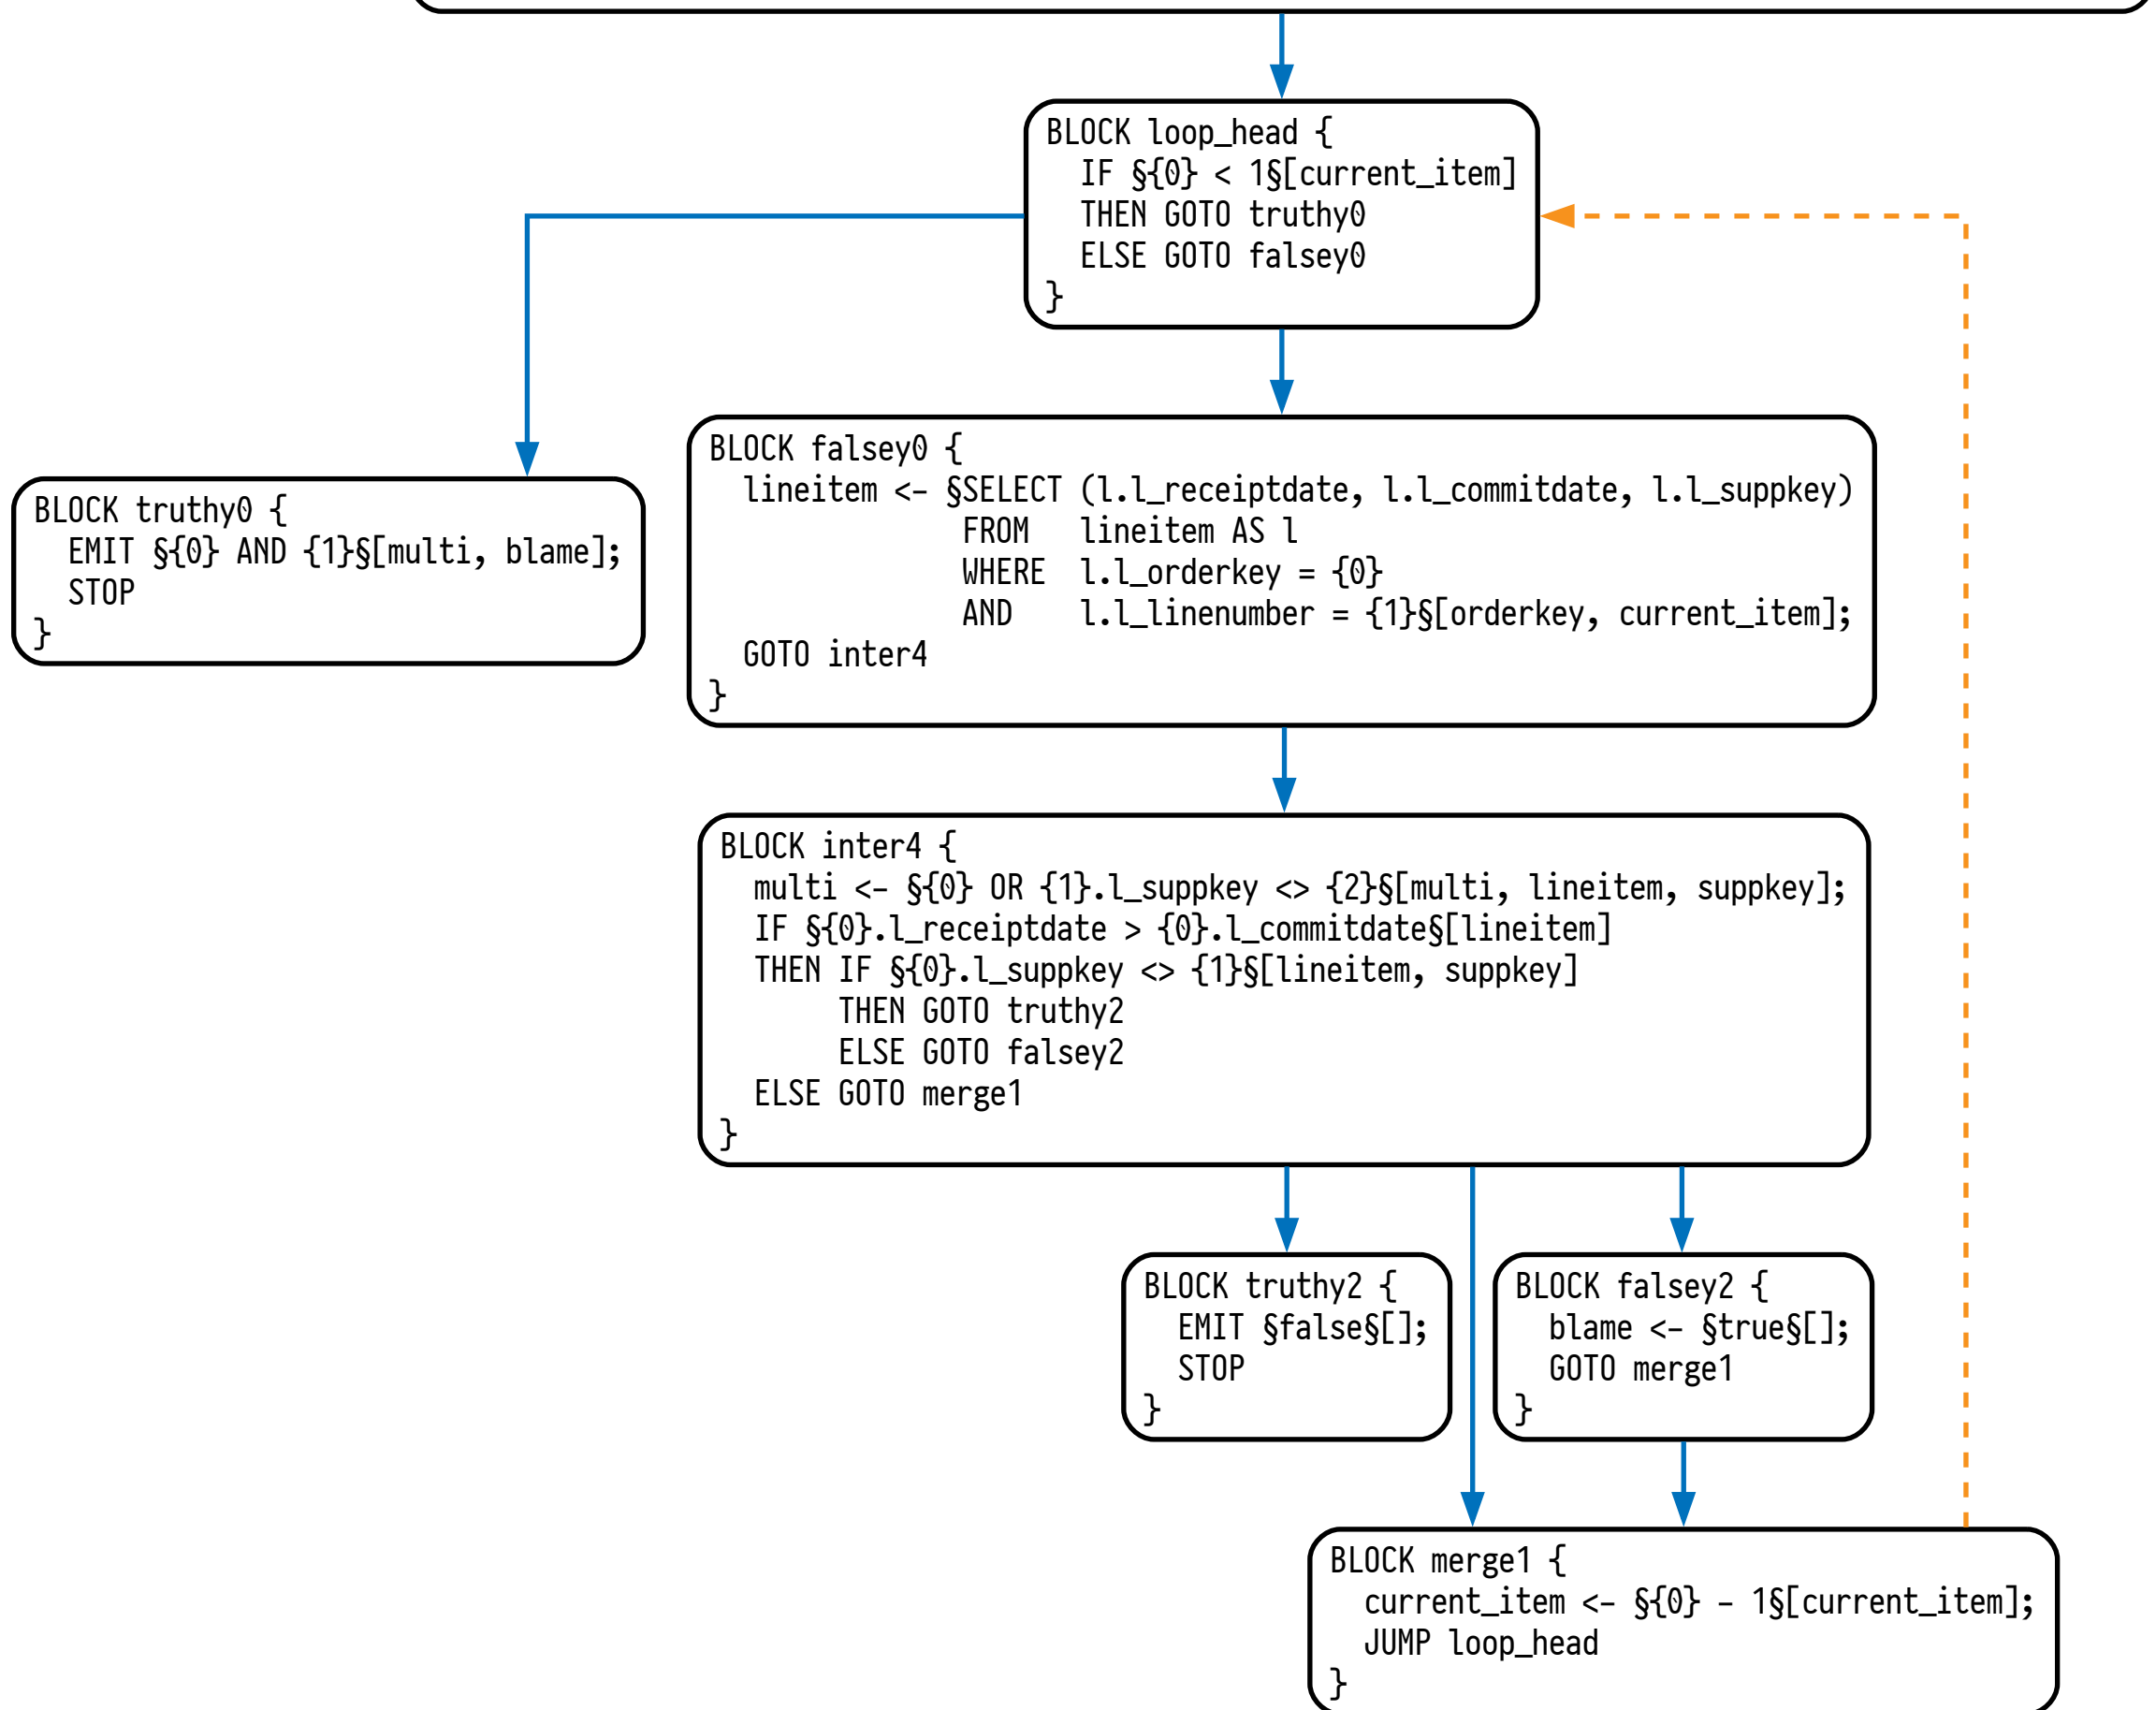 BLOCK loop_head {
  IF §{0} < 1§[current_item]
  THEN GOTO truthy0
  ELSE GOTO falsey0
}
BLOCK truthy0 {
  EMIT §{0} AND {1}§[multi, blame];
  STOP
}
BLOCK falsey0 {
  lineitem <- §SELECT (l.l_receiptdate, l.l_commitdate, l.l_suppkey)
               FROM   lineitem AS l
               WHERE  l.l_orderkey = {0}
               AND    l.l_linenumber = {1}§[orderkey, current_item];
  GOTO inter4
}
BLOCK inter4 {
  multi <- §{0} OR {1}.l_suppkey <> {2}§[multi, lineitem, suppkey];
  IF §{0}.l_receiptdate > {0}.l_commitdate§[lineitem]
  THEN IF §{0}.l_suppkey <> {1}§[lineitem, suppkey]
       THEN GOTO truthy2
       ELSE GOTO falsey2
  ELSE GOTO merge1
}
BLOCK truthy2 {
  EMIT §false§[];
  STOP
}
BLOCK falsey2 {
  blame <- §true§[];
  GOTO merge1
}
BLOCK merge1 {
  current_item <- §{0} - 1§[current_item];
  JUMP loop_head
}